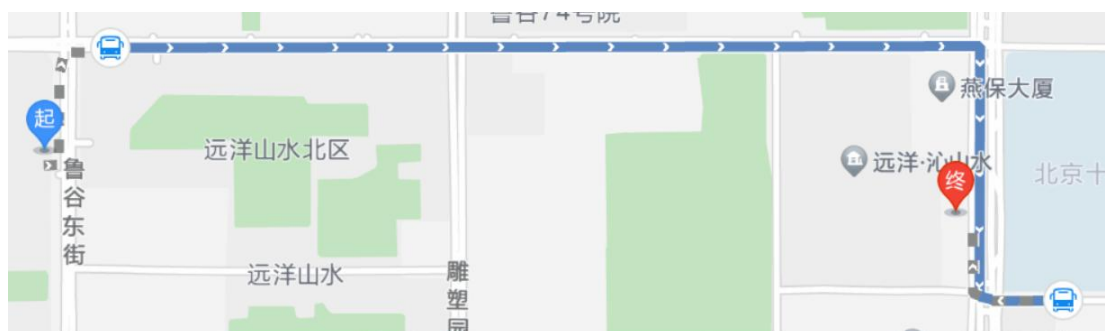 鲁谷74号院
燕保大厦
起
远洋山水北区
远洋·沁山水
终
北京十
鲁谷东街
远洋山水
雕塑园